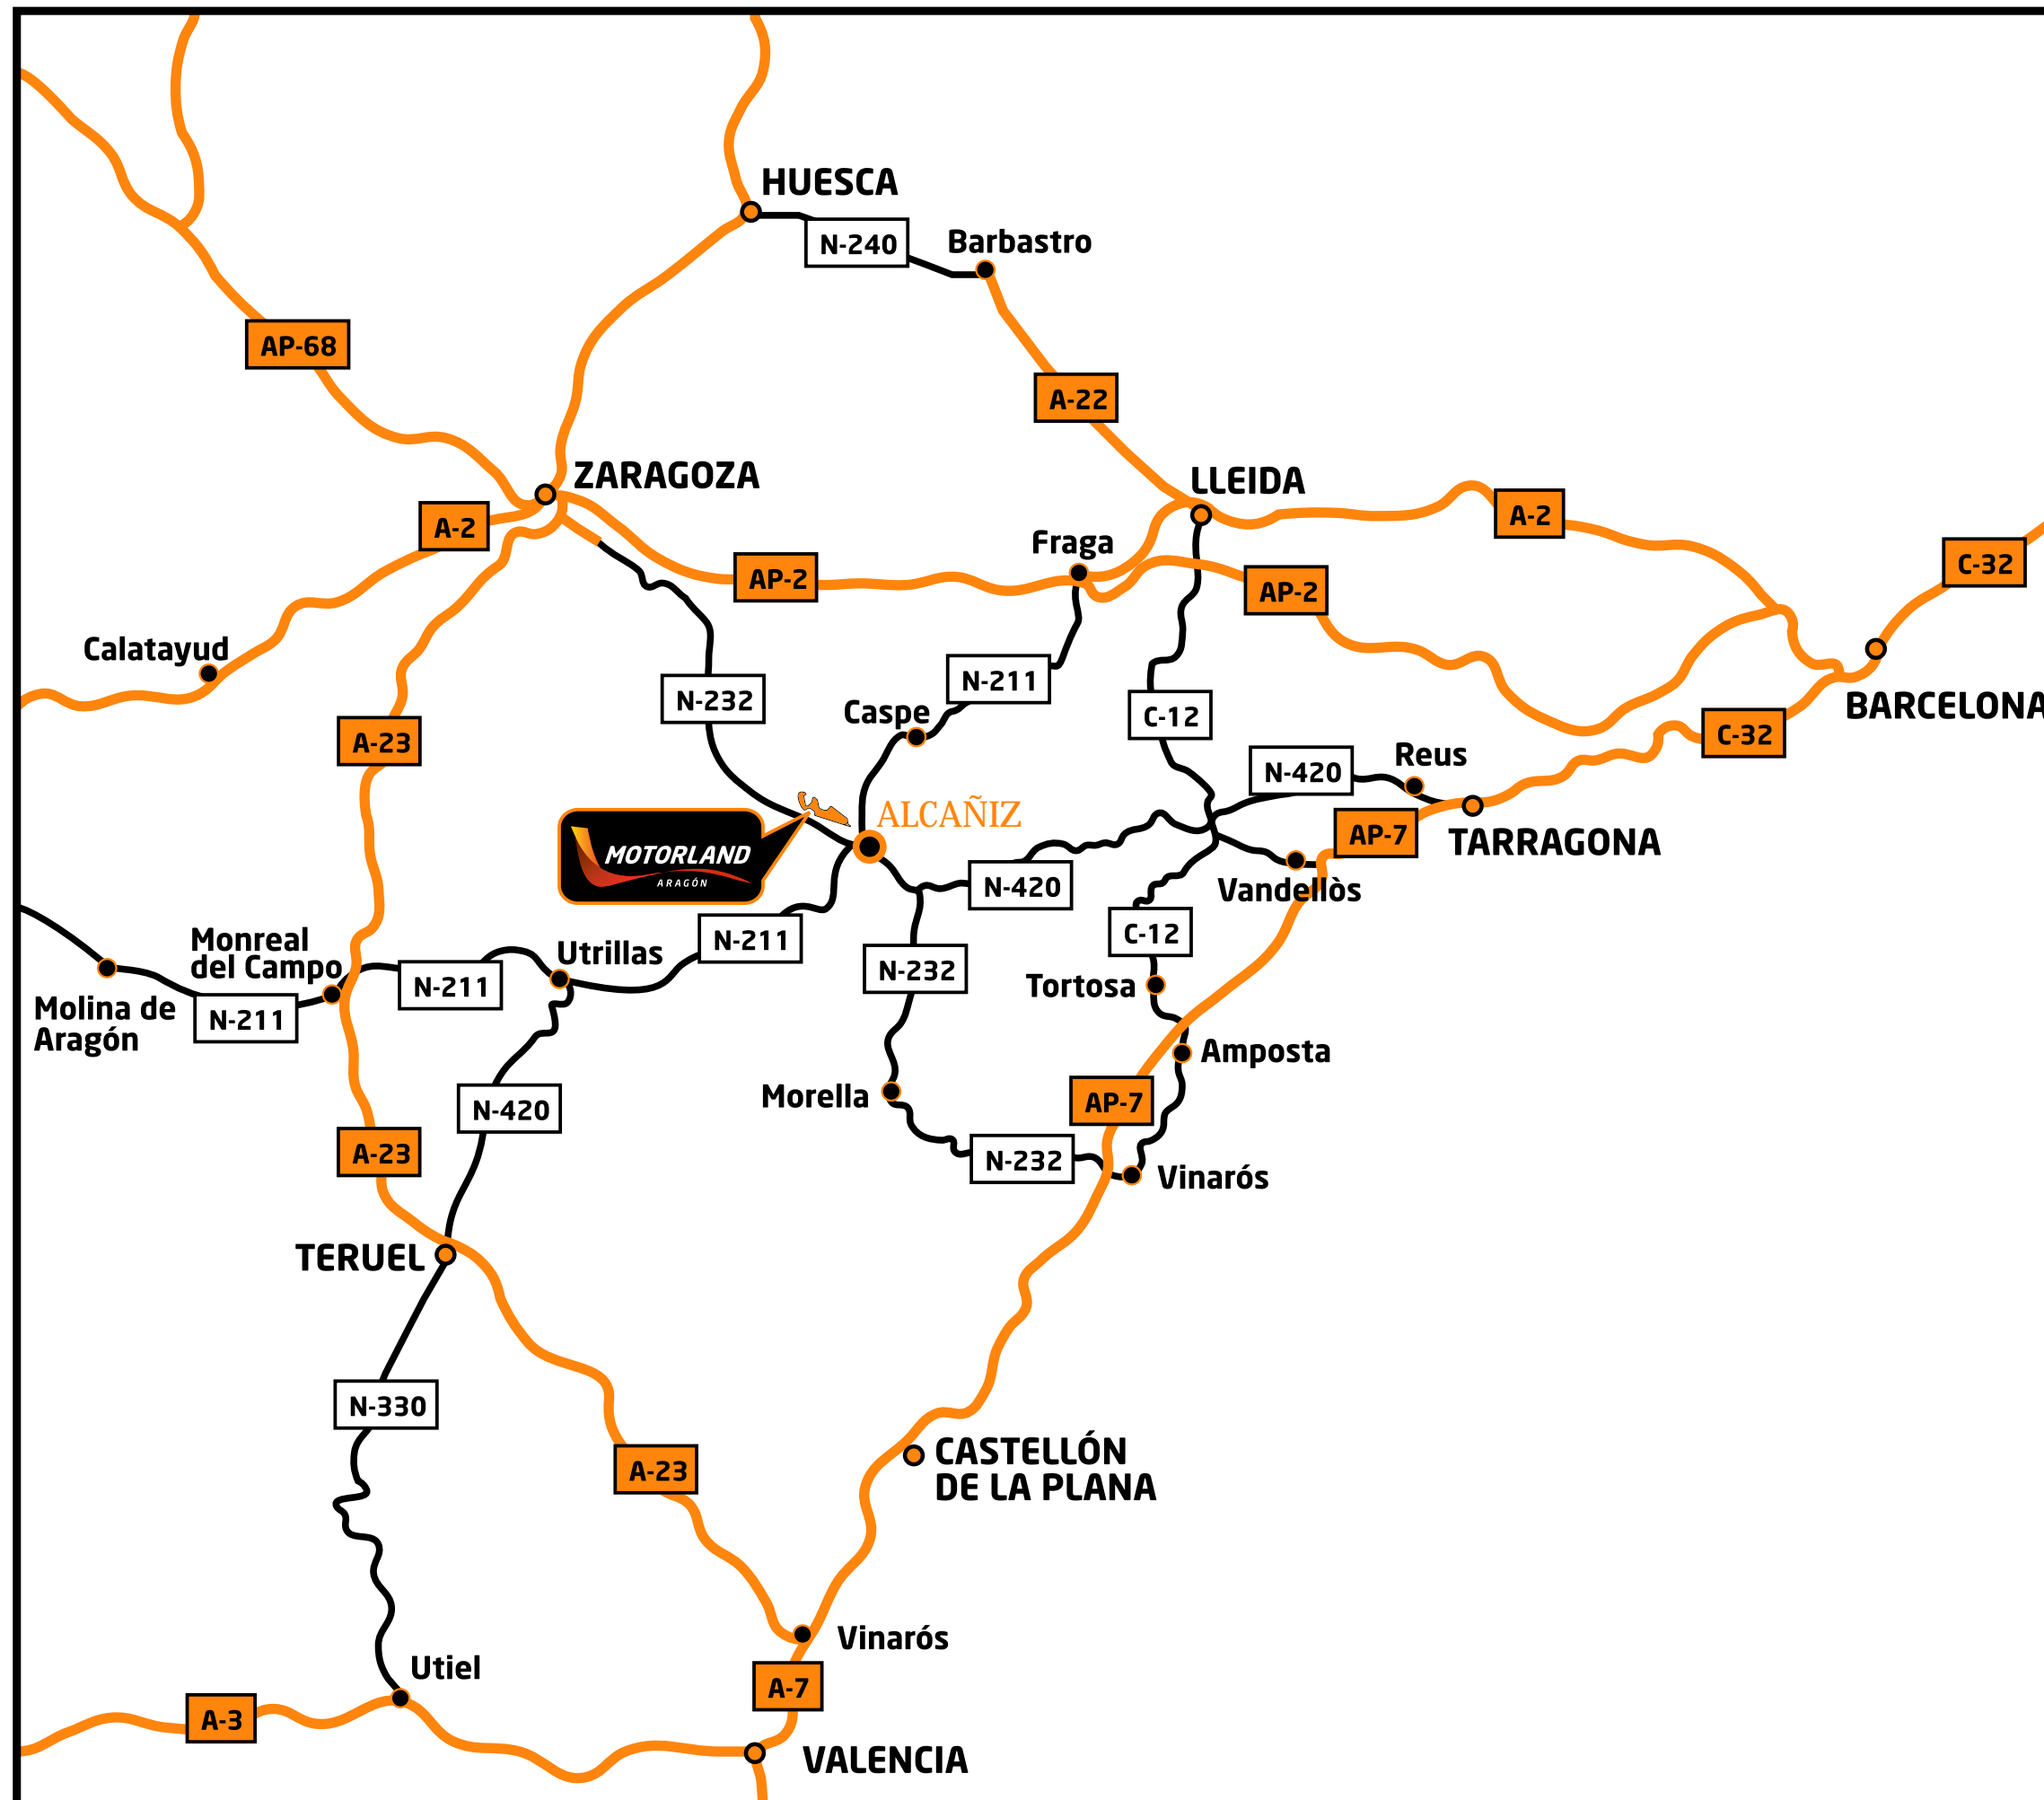 HUESCA
N-240
Barbastro
AP-68
A-22
ZARAGOZA
LLEIDA
A-2
A-2
Fraga
C-32
AP-2
AP-2
Calatayud
N-211
N-232
Caspe
C-12
BARCELONA
A-23
C-32
N-420
Reus
ALCAÑIZ
AP-7
TARRAGONA
MOTORLAND
ARAGÓN
N-420
Vandellòs
Monreal
del Campo
N-211
C-12
Utrillas
N-232
N-211
Tortosa
Molina de
Aragón
N-211
Amposta
Morella
AP-7
N-420
A-23
N-232
Vinarós
TERUEL
N-330
CASTELLÓN
DE LA PLANA
A-23
Vinarós
Utiel
A-7
A-3
VALENCIA